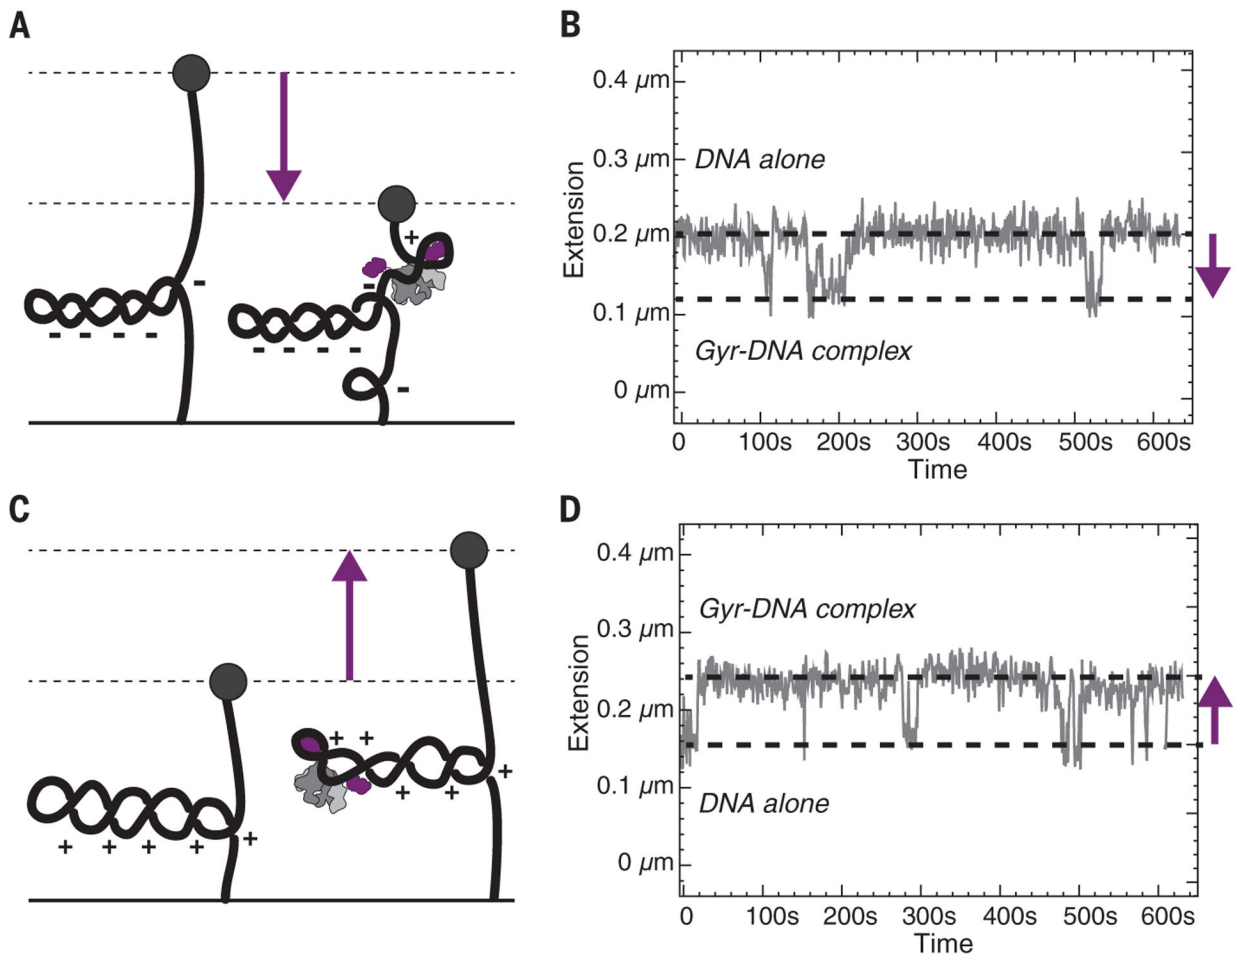 A
+
-
-
- - - -
- - - -
-
B
0.4 µm
0.3 µm
0.2 µm
0.1 µm
0 µm
Extension
DNA alone
Gyr-DNA complex
0 100s 200s 300s 400s 500s 600s
Time
C
+ +
+
+ +
+
+ + + +
D
0.4 µm
0.3 µm
0.2 µm
0.1 µm
0 µm
Extension
Gyr-DNA complex
DNA alone
0 100s 200s 300s 400s 500s 600s
Time